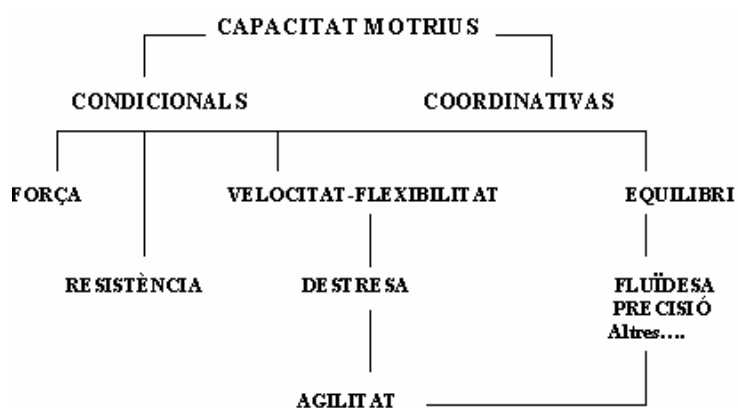 CAPACITAT MOTRIUS
CONDICIONALS COORDINATIVAS
FORÇA VELOCITAT-FLEXIBILITAT EQUILIBRI
RESISTÈNCIA DESTRESA FLUÏDESA
PRECISIÓ
Altres....
AGILITAT